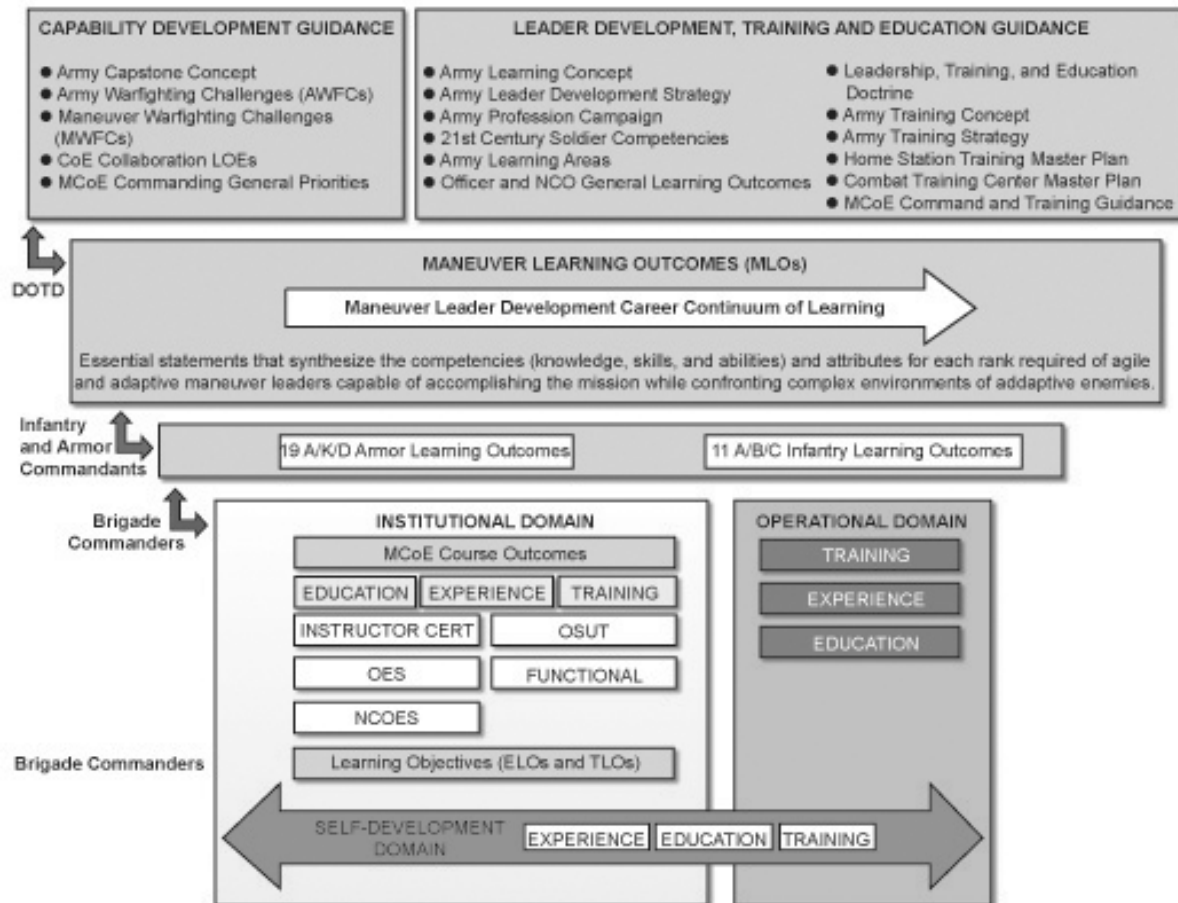 CAPABILITY DEVELOPMENT GUIDANCE
● Army Capstone Concept
● Army Warfighting Challenges (AWFCs)
● Maneuver Warfighting Challenges
(MWFCs)
● CoE Collaboration LOEs
● MCoE Commanding General Priorities
LEADER DEVELOPMENT, TRAINING AND EDUCATION GUIDANCE
● Army Learning Concept
● Army Leader Development Strategy
● Army Profession Campaign
● 21st Century Soldier Competencies
● Army Learning Areas
● Officer and NCO General Learning Outcomes
● Leadership, Training, and Education
Doctrine
● Army Training Concept
● Army Training Strategy
● Home Station Training Master Plan
● Combat Training Center Master Plan
● MCoE Command and Training Guidance
DOTD
MANEUVER LEARNING OUTCOMES (MLOs)
Maneuver Leader Development Career Continuum of Learning
Essential statements that synthesize the competencies (knowledge, skills, and abilities) and attributes for each rank required of agile
and adaptive maneuver leaders capable of accomplishing the mission while confronting complex environments of addaptive enemies.
Infantry
and Armor
Commandants
19 A/K/D Armor Learning Outcomes
11 A/B/C Infantry Learning Outcomes
Brigade
Commanders
INSTITUTIONAL DOMAIN
MCoE Course Outcomes
EDUCATION
EXPERIENCE
TRAINING
INSTRUCTOR CERT
OSUT
OES
FUNCTIONAL
NCOES
Brigade Commanders
Learning Objectives (ELOs and TLOs)
OPERATIONAL DOMAIN
TRAINING
EXPERIENCE
EDUCATION
SELF-DEVELOPMENT
DOMAIN
EXPERIENCE
EDUCATION
TRAINING